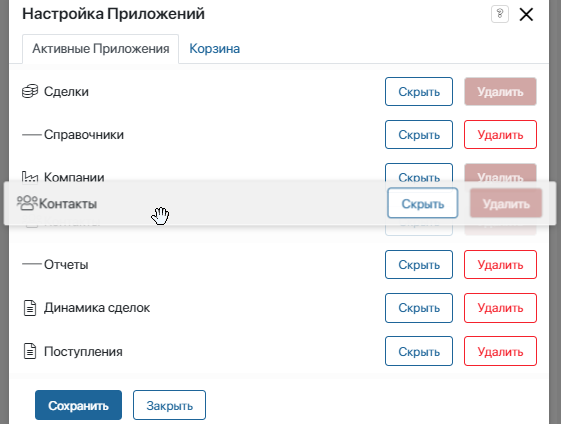 Настройка Приложений ?
Активные Приложения Корзина
Сделки Скрыть Удалить
Справочники Скрыть Удалить
Компании Скрыть Удалить
Контакты Скрыть Удалить
Отчеты Скрыть Удалить
Динамика сделок Скрыть Удалить
Поступления Скрыть Удалить
Сохранить Закрыть